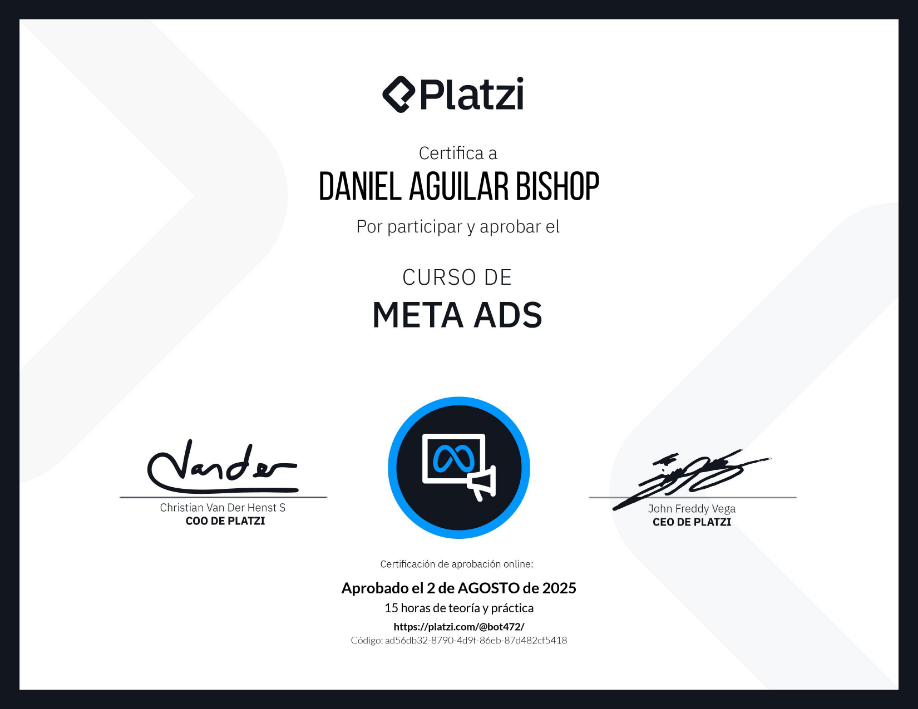 Platzi
Certifica a
DANIEL AGUILAR BISHOP
Por participar y aprobar el
CURSO DE
META ADS
Vander
Christian Van Der Henst S
COO DE PLATZI
John Freddy Vega
CEO DE PLATZI
Certificación de aprobación online:
Aprobado el 2 de AGOSTO de 2025
15 horas de teoría y práctica
https://platzi.com/@bot472/
Código: ad56db32-8790-4d9f-86eb-87d482cf5418